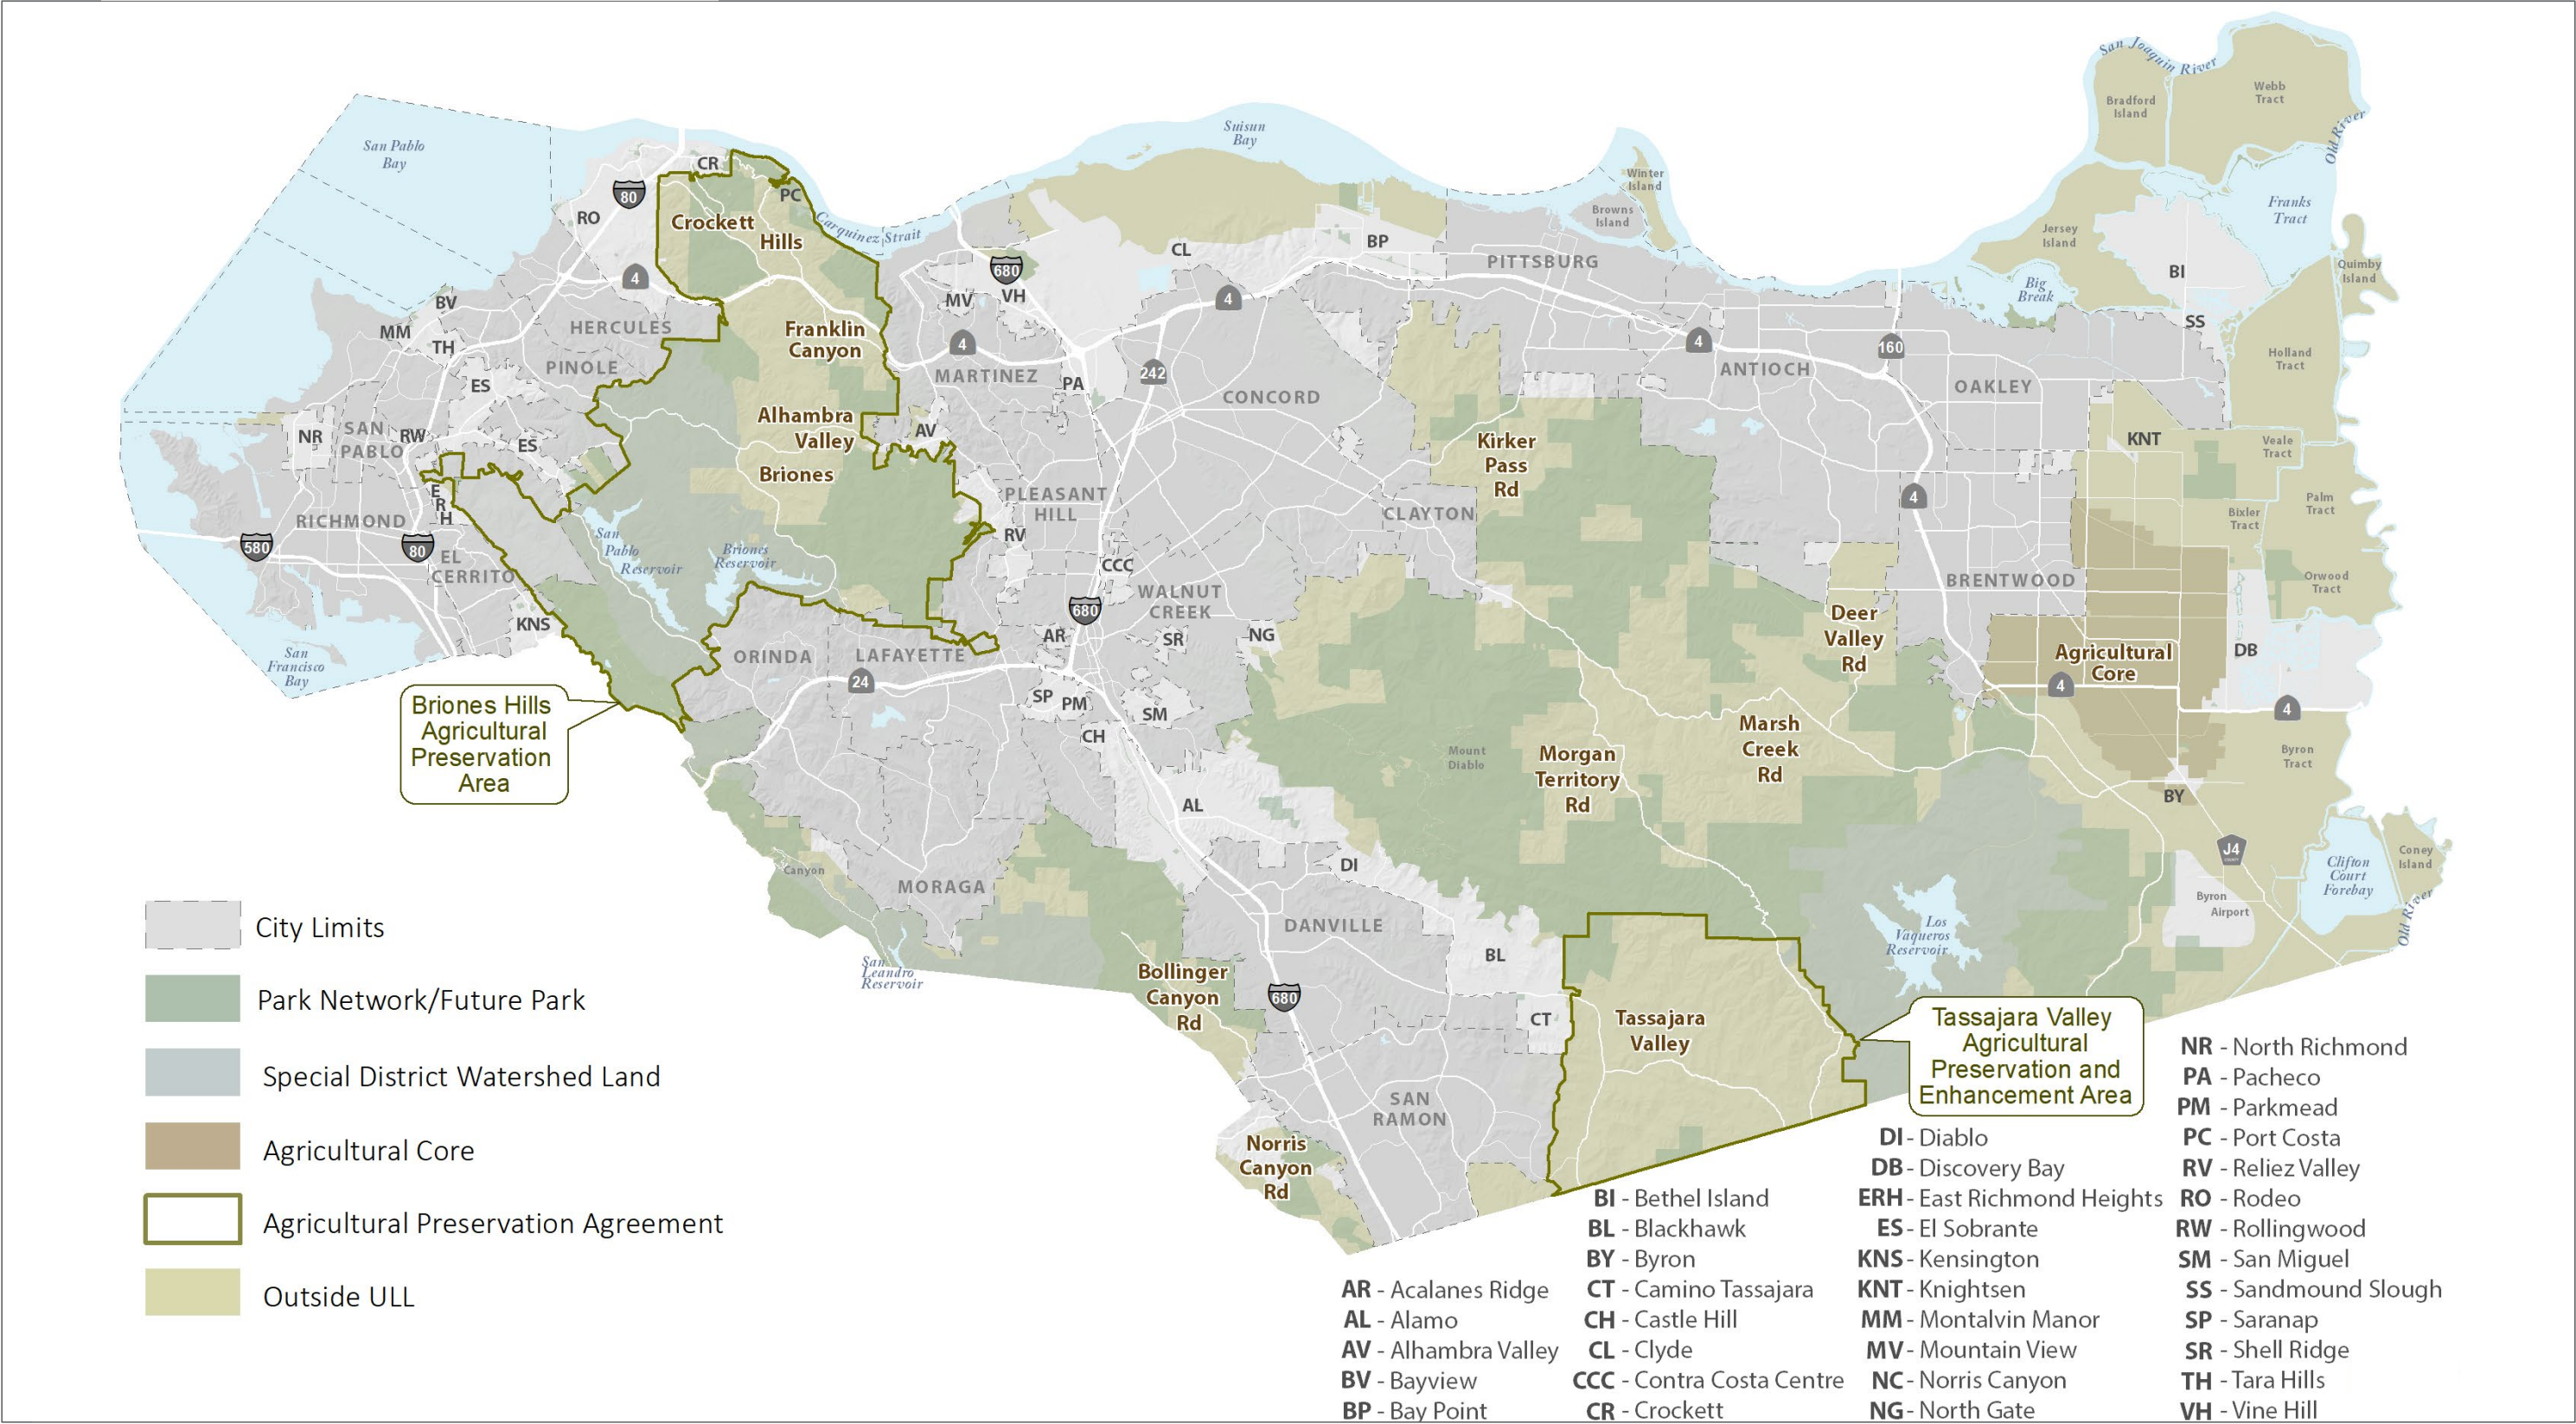 San Joaquin River
Webb
Tract
Bradford
Island
Old River
Suisun
Bay
San Pablo
Bay
CR
PC
80
RO
Crockett
Hills
Carquinez Strait
Winter
Island
Browns
Island
Franks
Tract
Jersey
Island
BI
Quimby
Island
Big
Break
CL
BP
PITTSBURG
680
4
MV
VH
4
BV
MM
TH
HERCULES
PINOLE
ES
Franklin
Canyon
4
MARTINEZ
PA
242
CONCORD
4
ANTIOCH
160
OAKLEY
SS
Holland
Tract
NR
SAN
PABLO
RW
ES
Alhambra
Valley
Briones
AV
Kirker
Pass
Rd
KNT
Veale
Tract
E
R
H
RICHMOND
580
80
EL
CERRITO
San
Pablo
Reservoir
Briones
Reservoir
PLEASANT
HILL
RV
CLAYTON
4
Palm
Tract
Bixler
Tract
Orwood
Tract
CCC
WALNUT
CREEK
680
BRENTWOOD
KNS
San
Francisco
Bay
ORINDA
LAFAYETTE
24
AR
SR
NG
Deer
Valley
Rd
Agricultural
Core
4
DB
4
SP
PM
SM
CH
Briones Hills
Agricultural
Preservation
Area
Mount
Diablo
Morgan
Territory
Rd
Marsh
Creek
Rd
Byron
Tract
AL
BY
J4
Coney
Island
Clifton
Court
Forebay
Old River
Canyon
MORAGA
DI
DANVILLE
BL
Byron
Airport
Los
Vaqueros
Reservoir
San
Leandro
Reservoir
Bollinger
Canyon
Rd
680
CT
Tassajara
Valley
Tassajara Valley
Agricultural
Preservation and
Enhancement Area
SAN
RAMON
Norris
Canyon
Rd
City Limits
Park Network/Future Park
Special District Watershed Land
Agricultural Core
Agricultural Preservation Agreement
Outside ULL
AR - Acalanes Ridge
AL - Alamo
AV - Alhambra Valley
BV - Bayview
BP - Bay Point
BI - Bethel Island
BL - Blackhawk
BY - Byron
CT - Camino Tassajara
CH - Castle Hill
CL - Clyde
CCC - Contra Costa Centre
CR - Crockett
DI - Diablo
DB - Discovery Bay
ERH - East Richmond Heights
ES - El Sobrante
KNS - Kensington
KNT - Knightsen
MM - Montalvin Manor
MV - Mountain View
NC - Norris Canyon
NG - North Gate
NR - North Richmond
PA - Pacheco
PM - Parkmead
PC - Port Costa
RV - Reliez Valley
RO - Rodeo
RW - Rollingwood
SM - San Miguel
SS - Sandmound Slough
SP - Saranap
SR - Shell Ridge
TH - Tara Hills
VH - Vine Hill